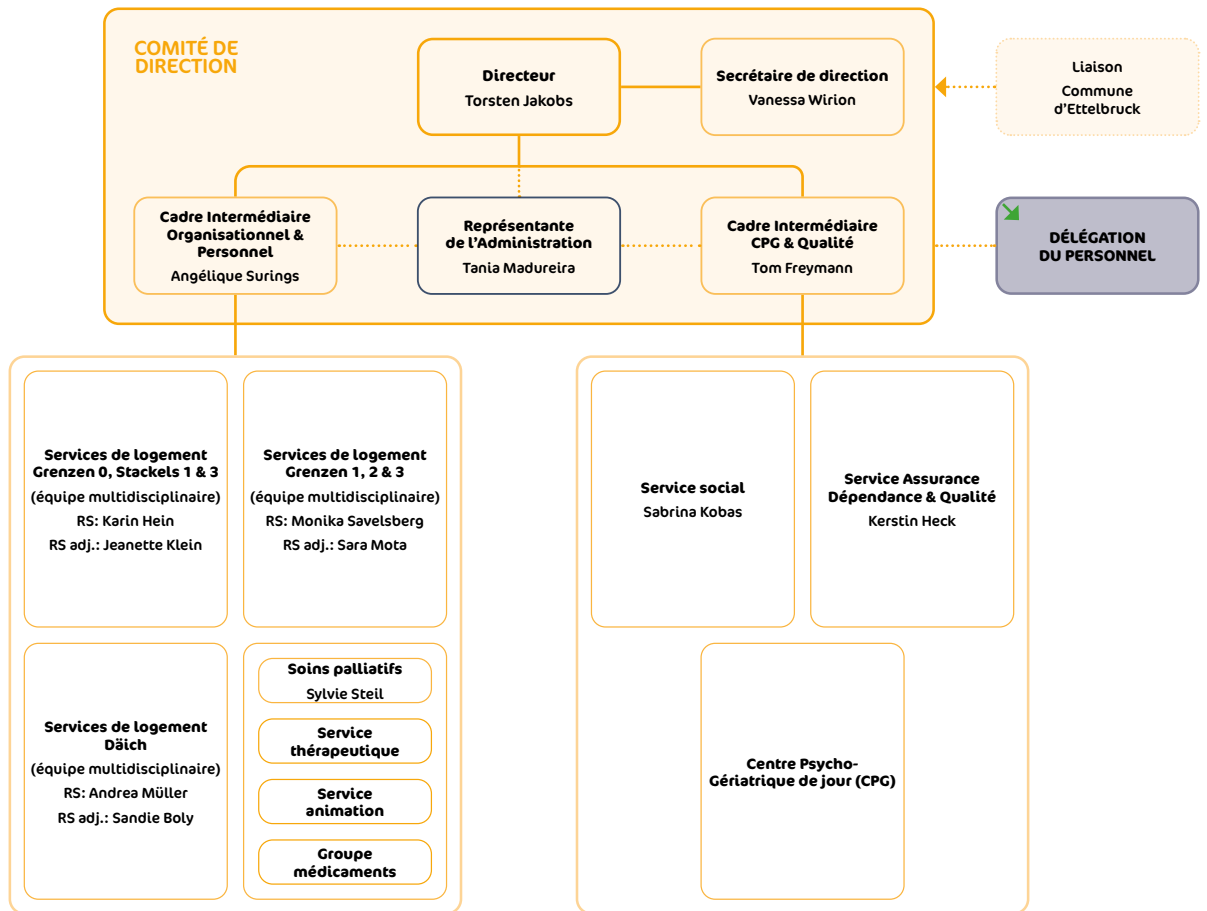 COMITÉ DE
DIRECTION
Directeur
Torsten Jakobs
Secrétaire de direction
Vanessa Wirion
Liaison
Commune
d'Ettelbruck
Cadre Intermédiaire
Organisationnel &
Personnel
Angélique Surings
Représentante
de l'Administration
Tania Madureira
Cadre Intermédiaire
CPG & Qualité
Tom Freymann
DÉLÉGATION
DU PERSONNEL
Services de logement
Grenzen 0, Stackels 1 & 3
(équipe multidisciplinaire)
RS: Karin Hein
RS adj.: Jeanette Klein
Services de logement
Grenzen 1, 2 & 3
(équipe multidisciplinaire)
RS: Monika Savelsberg
RS adj.: Sara Mota
Service social
Sabrina Kobas
Service Assurance
Dépendance & Qualité
Kerstin Heck
Services de logement
Däich
(équipe multidisciplinaire)
RS: Andrea Müller
RS adj.: Sandie Boly
Soins palliatifs
Sylvie Steil
Service
thérapeutique
Service
animation
Groupe
médicaments
Centre Psycho-
Gériatrique de jour (CPG)